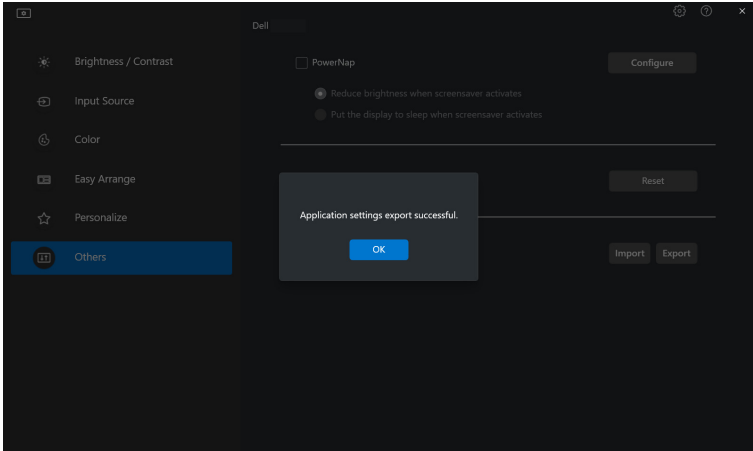 Dell
Brightness / Contrast
Input Source
Color
Easy Arrange
Personalize
Others
PowerNap
Configure
Reduce brightness when screensaver activates
Put the display to sleep when screensaver activates
Reset
Application settings export successful.
OK
Import
Export